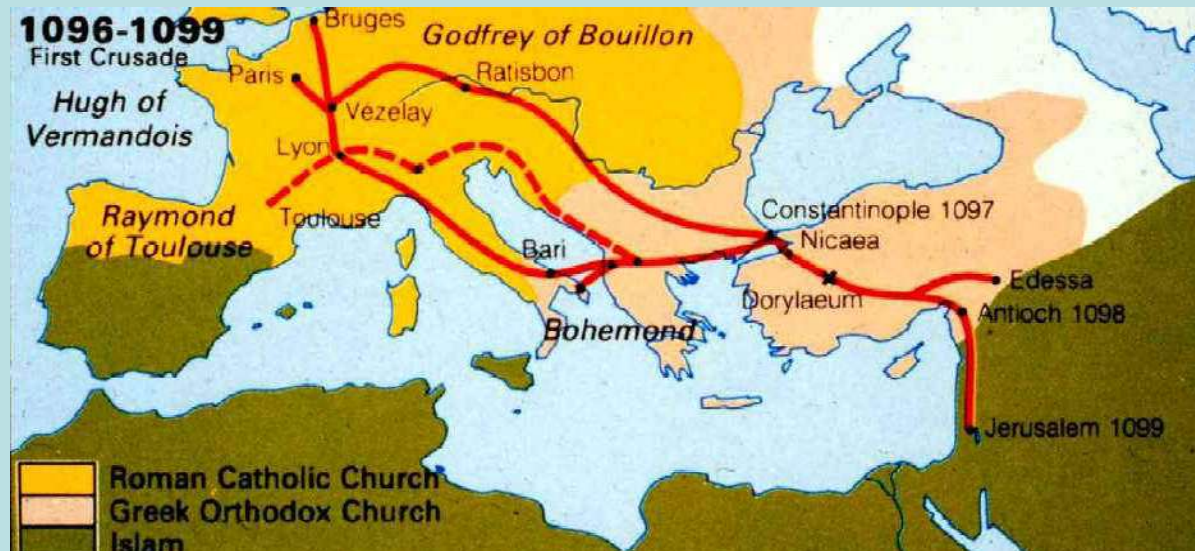 1096-1099
First Crusade
Hugh of
Vermandois
Bruges
Godfrey of Bouillon
Paris
Ratisbon
Vézelay
Lyon
Raymond
of Toulouse
Toulouse
Bari
Bohemond
Constantinople 1097
Nicaea
Dorylaeum
Edessa
Antioch 1098
Jerusalem 1099
Roman Catholic Church
Greek Orthodox Church
Islam